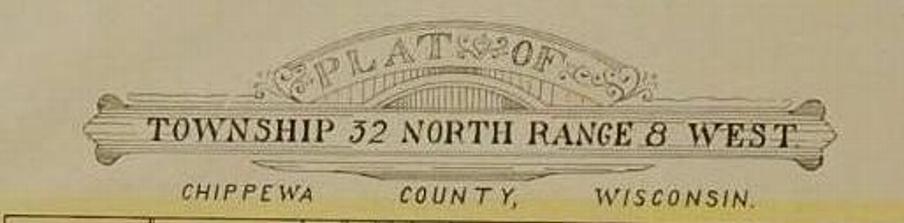 PLAT OF
TOWNSHIP 32 NORTH RANGE 8 WEST.
CHIPPEWA COUNTY, WISCONSIN.